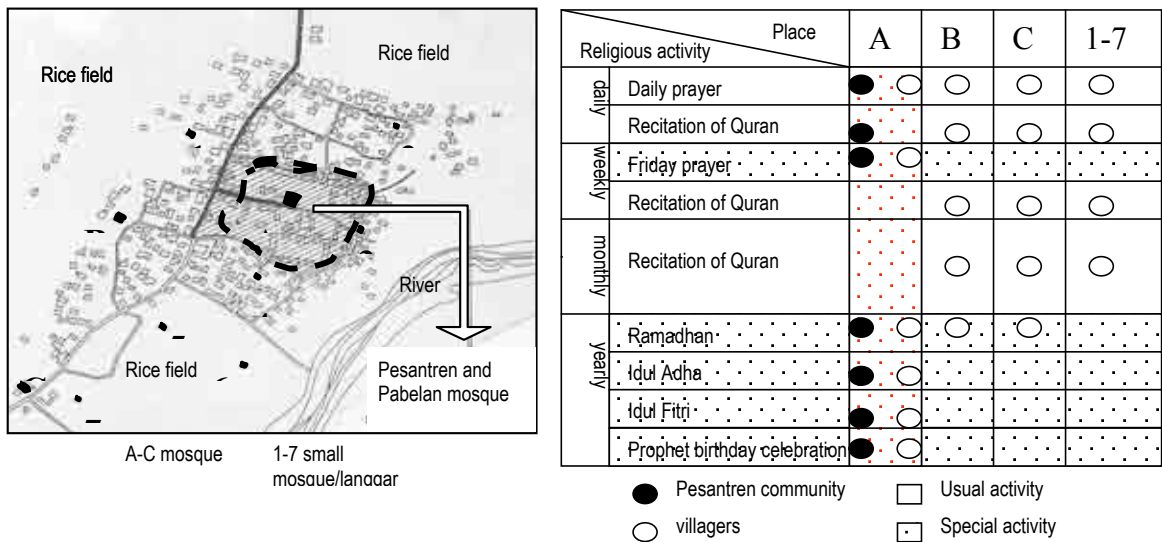 Rice field
Rice field
River
Rice field
Pesantren and
Pabelan mosque
A-C mosque
1-7 small
mosque/langgar
Place
Religious activity
A
B
C
1-7
daily
Daily prayer
Recitation of Quran
weekly
Friday prayer
Recitation of Quran
monthly
Recitation of Quran
yearly
Ramadhan
Idul Adha
Idul Fitri
Prophet birthday celebration
Pesantren community
Usual activity
villagers
Special activity